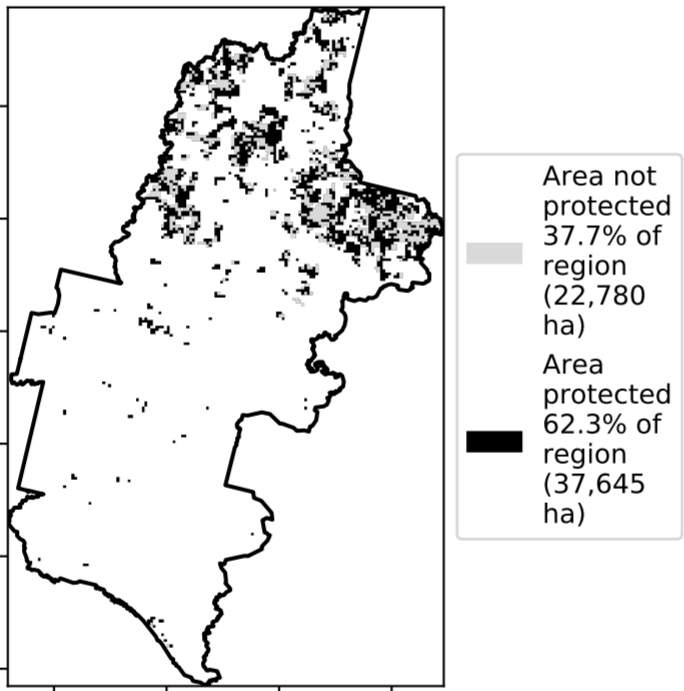 Area not
protected
37.7% of
region
(22,780
ha)
Area
protected
62.3% of
region
(37,645
ha)